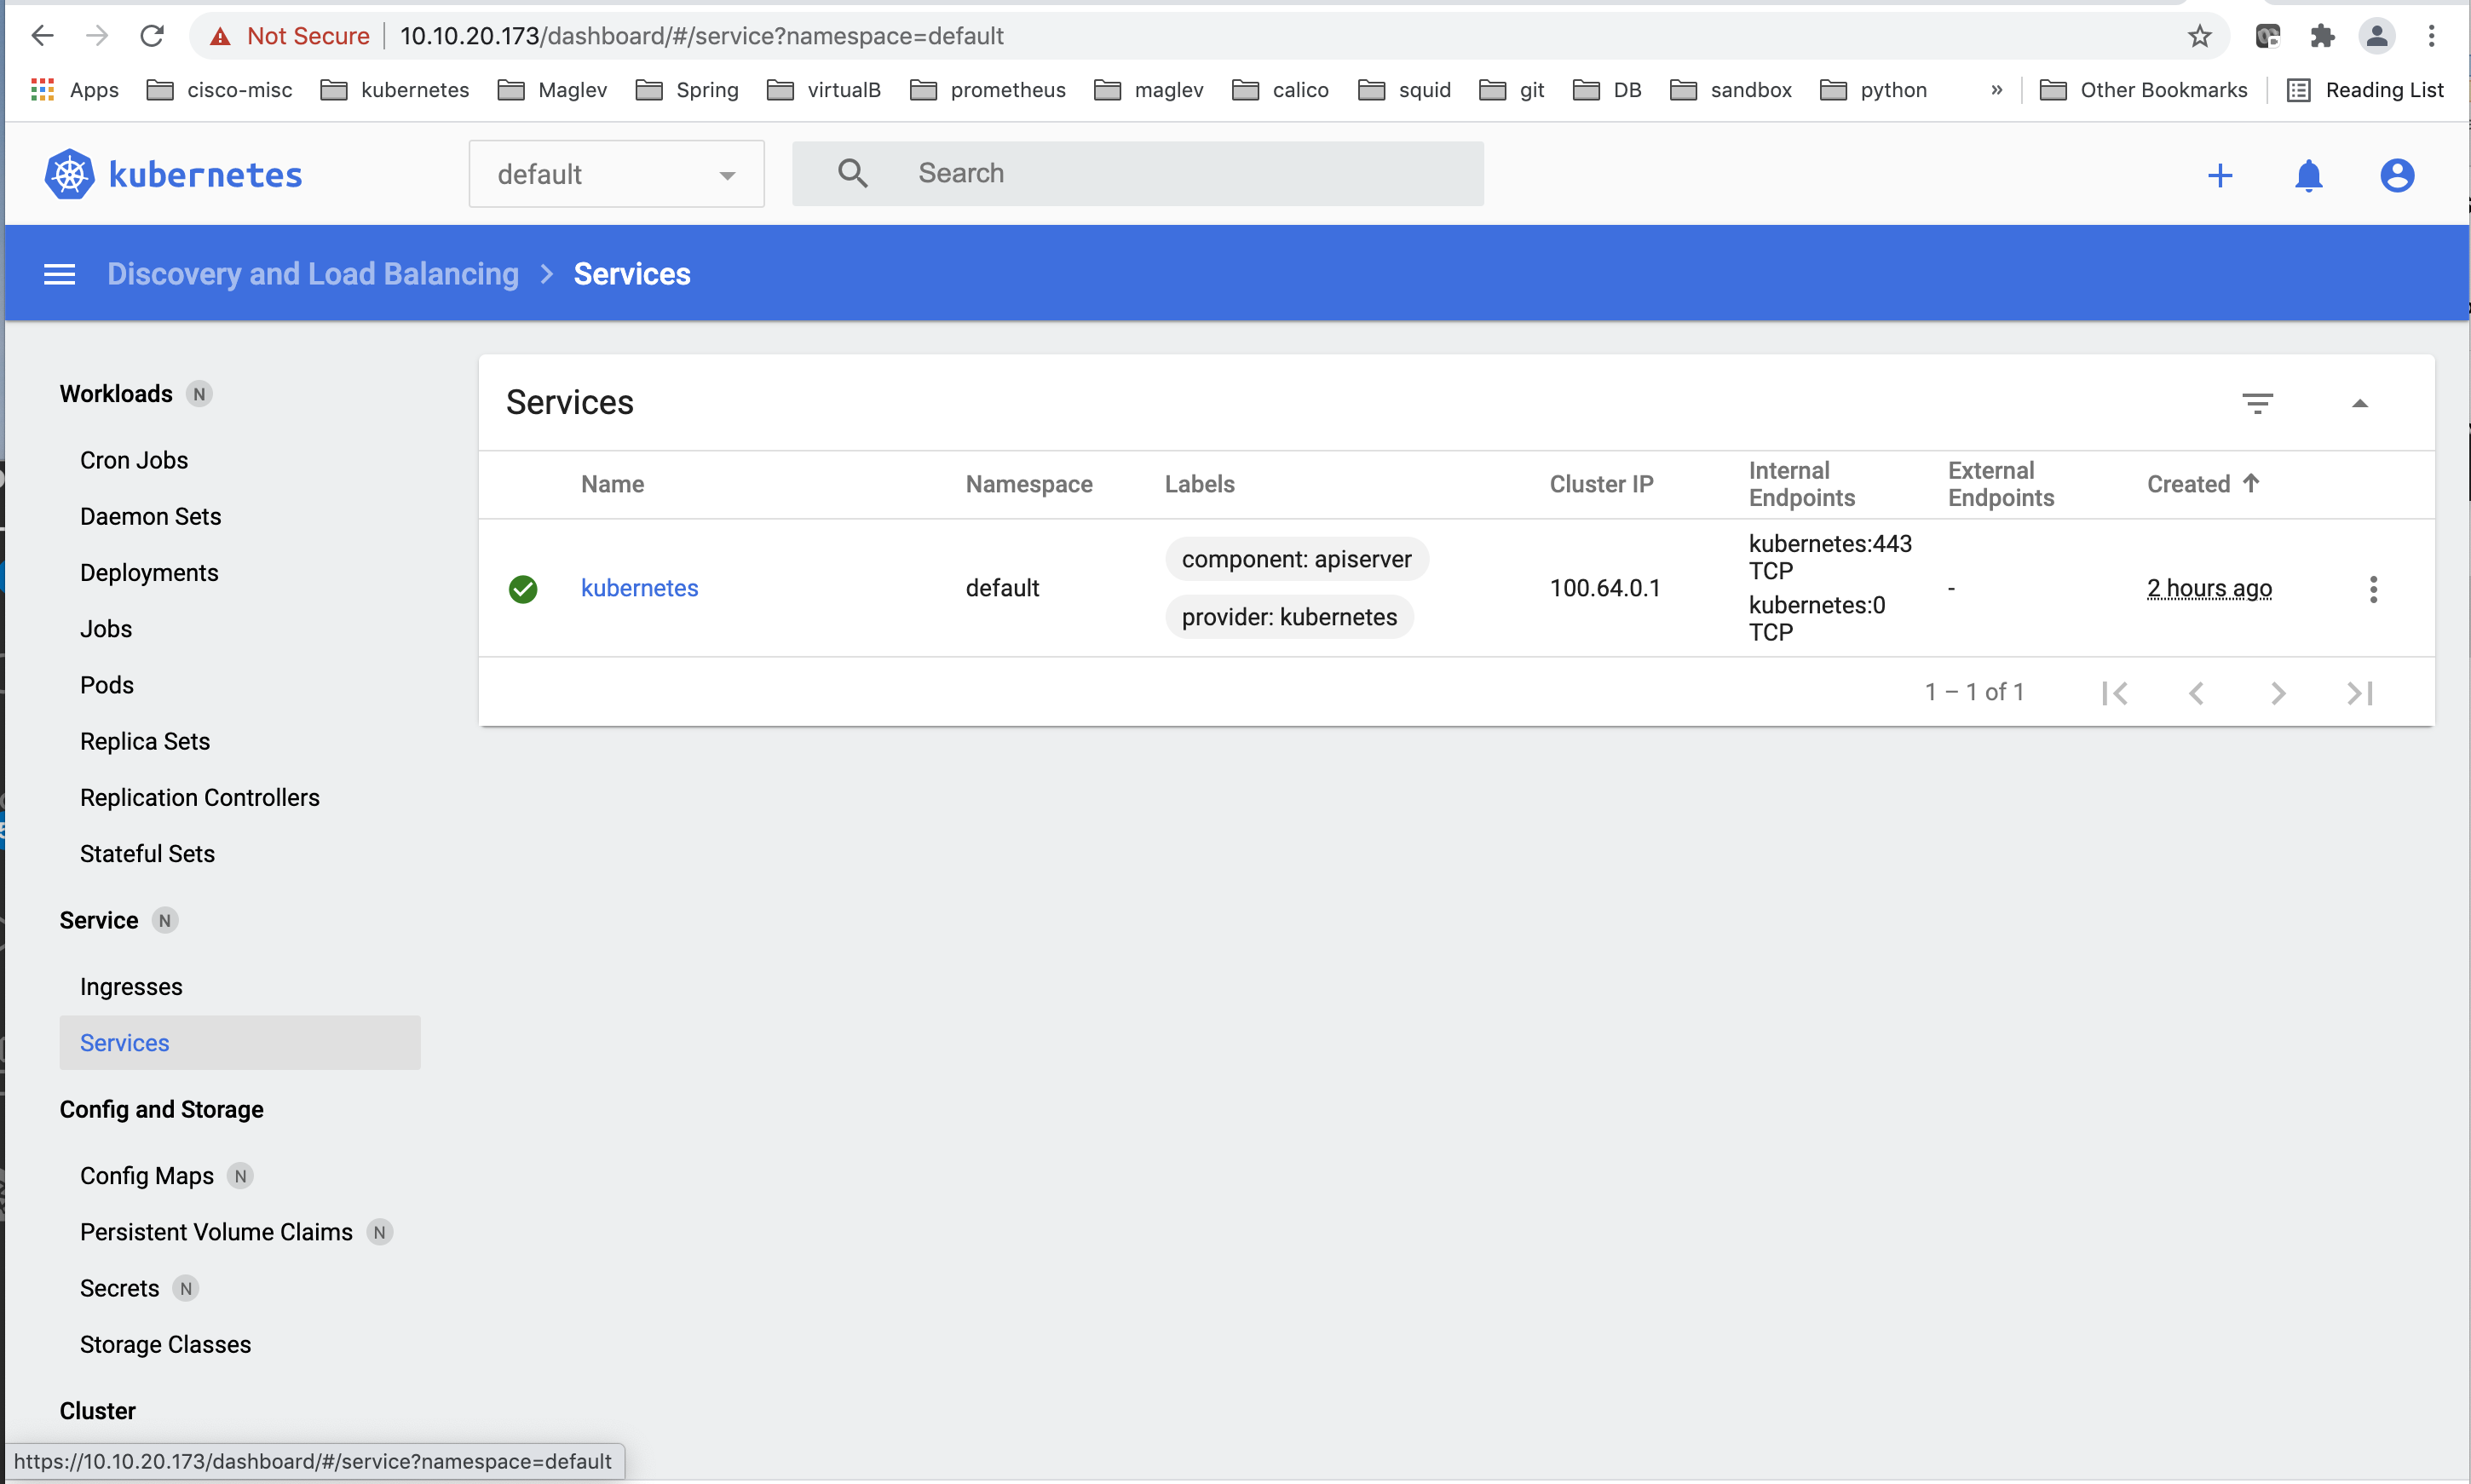 Not Secure 10.10.20.173/dashboard/#/service?namespace=default
Apps cisco-misc kubernetes Maglev Spring virtualB prometheus maglev calico squid git DB sandbox python » Other Bookmarks Reading List
kubernetes default Search
Discovery and Load Balancing > Services
Workloads N
Cron Jobs
Daemon Sets
Deployments
Jobs
Pods
Replica Sets
Replication Controllers
Stateful Sets
Service N
Ingresses
Services
Config and Storage
Config Maps N
Persistent Volume Claims N
Secrets N
Storage Classes
Cluster
Services
Name Namespace Labels Cluster IP Internal Endpoints External Endpoints Created
kubernetes default component: apiserver provider: kubernetes 100.64.0.1 kubernetes:443 TCP kubernetes:0 TCP - 2 hours ago
1 – 1 of 1
https://10.10.20.173/dashboard/#/service?namespace=default